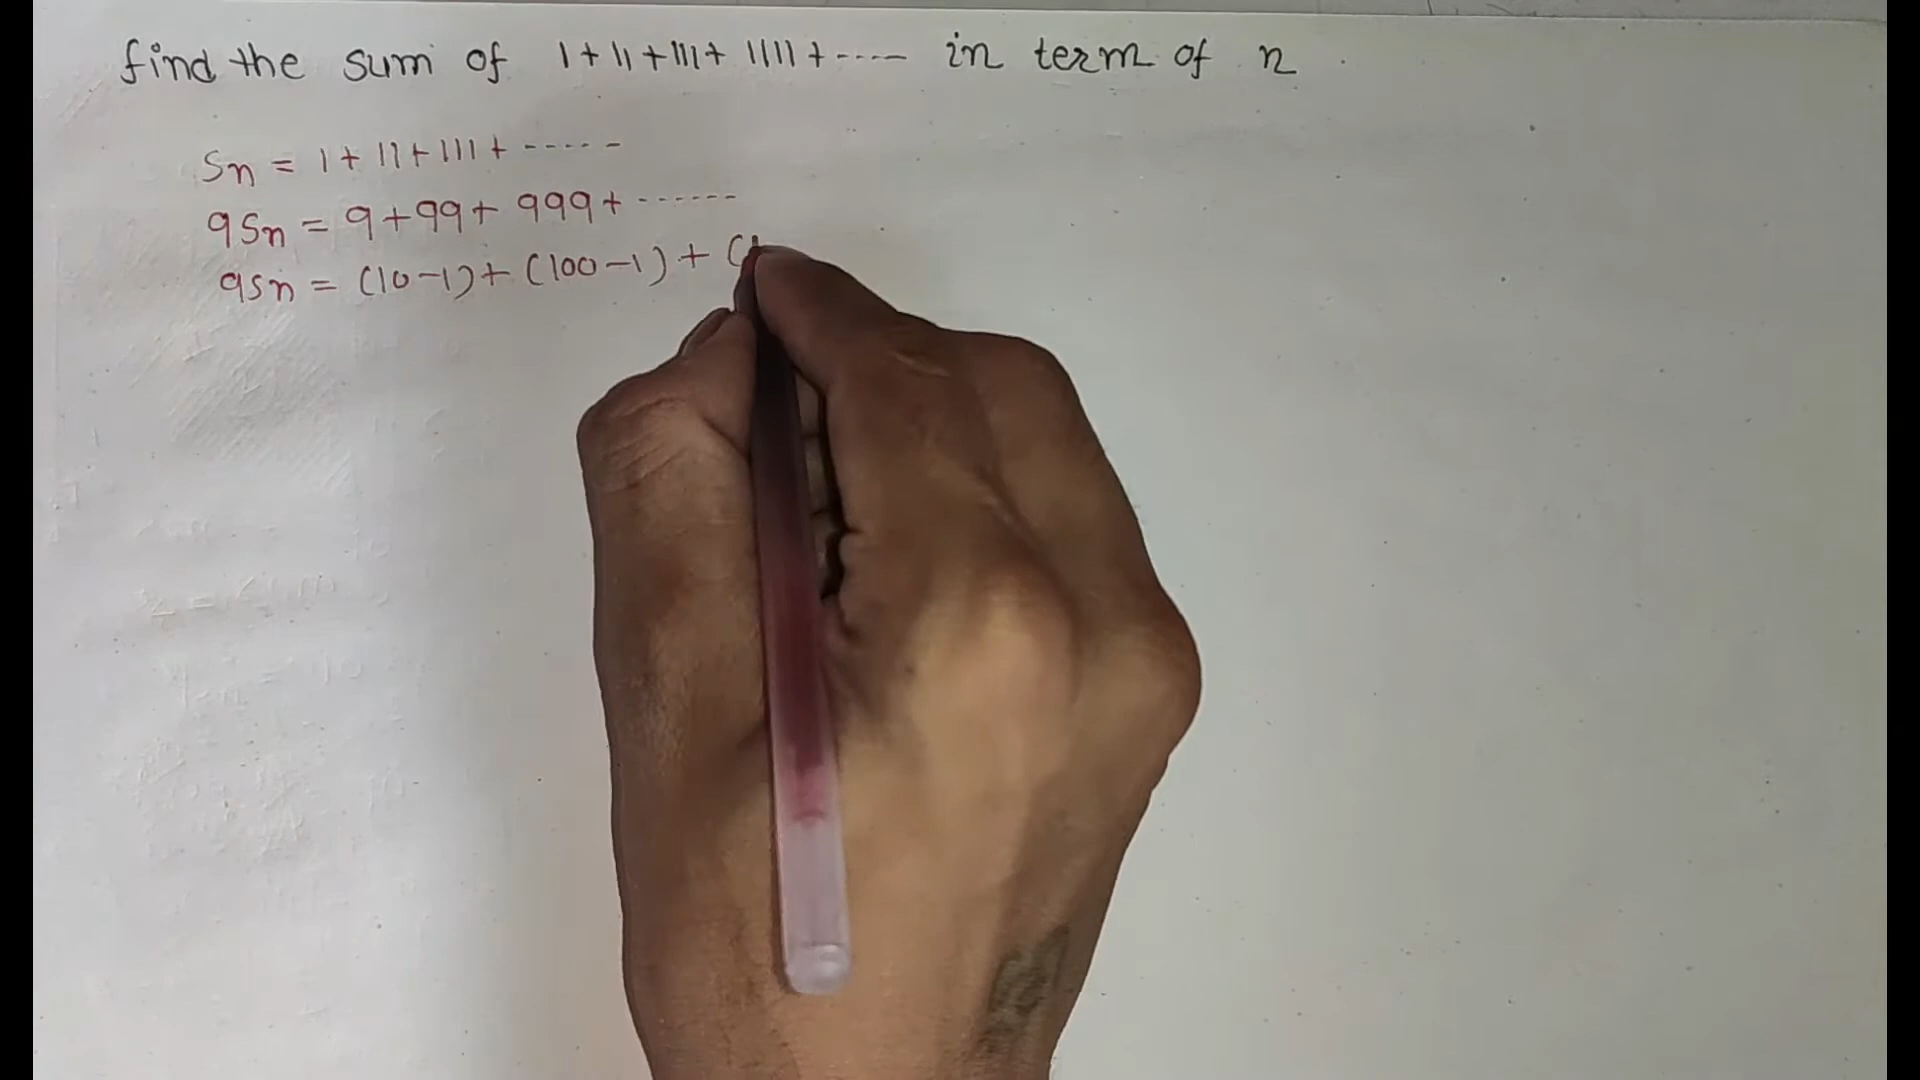 find the sum of 1+11+111+1111+---- in term of n
Sn = 1+11+111+-----
9Sn = 9+99+999+------
9Sn = (10-1)+(100-1)+(1